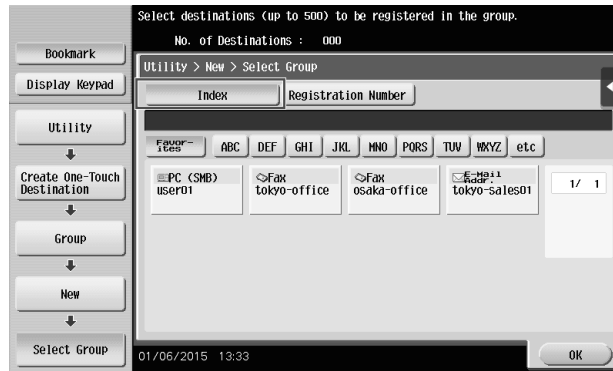 Select destinations (up to 500) to be registered in the group.
No. of Destinations :  000
Bookmark
Display Keypad
Utility
Create One-Touch
Destination
Group
New
Select Group
Utility > New > Select Group
Index
Registration Number
Favor-
ites
ABC
DEF
GHI
JKL
MNO
PQRS
TUV
WXYZ
etc
PC (SMB)
user01
Fax
tokyo-office
Fax
osaka-office
E-Mail
Addr.
tokyo-sales01
1/ 1
01/06/2015 13:33
OK